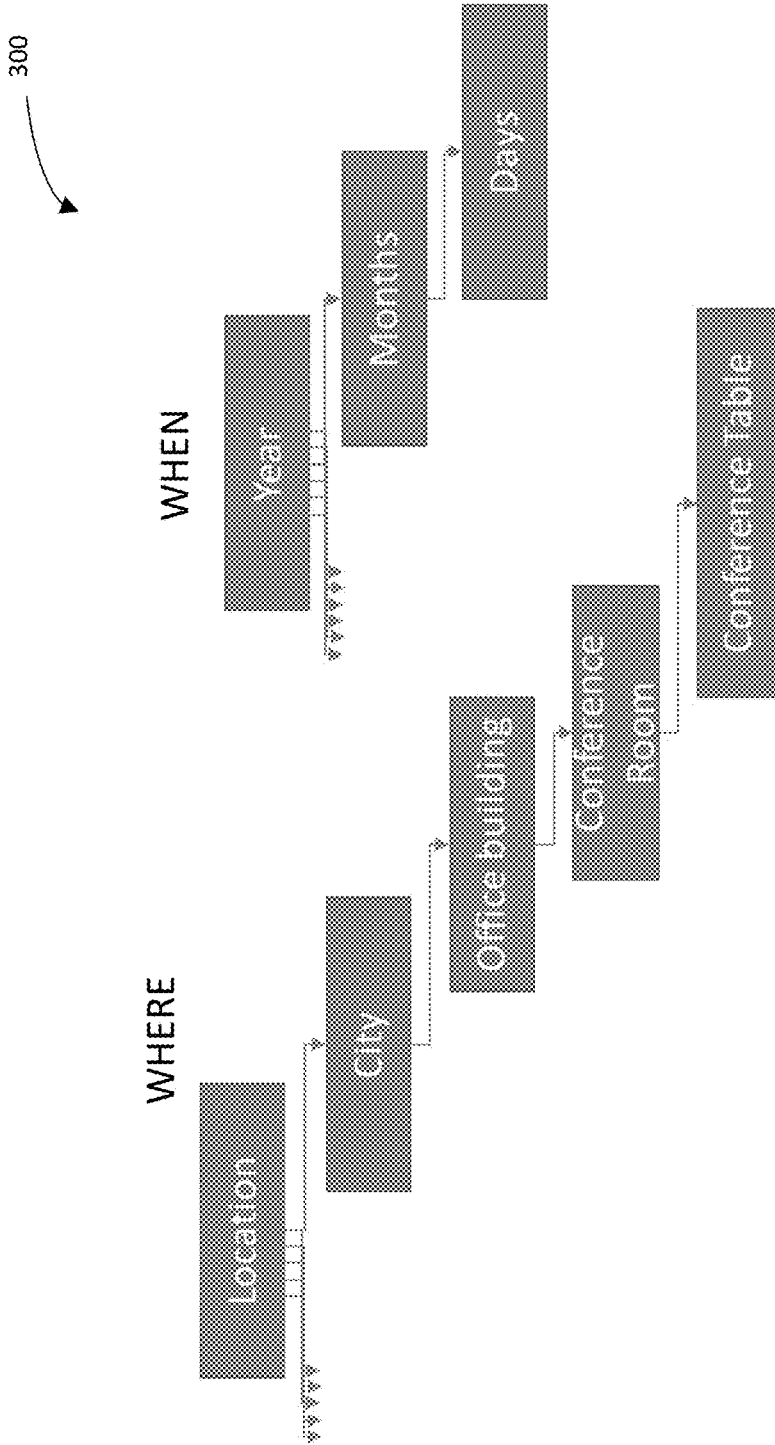 300
WHERE
WHEN
Location
City
Office building
Conference
Room
Conference Table
Year
Months
Days